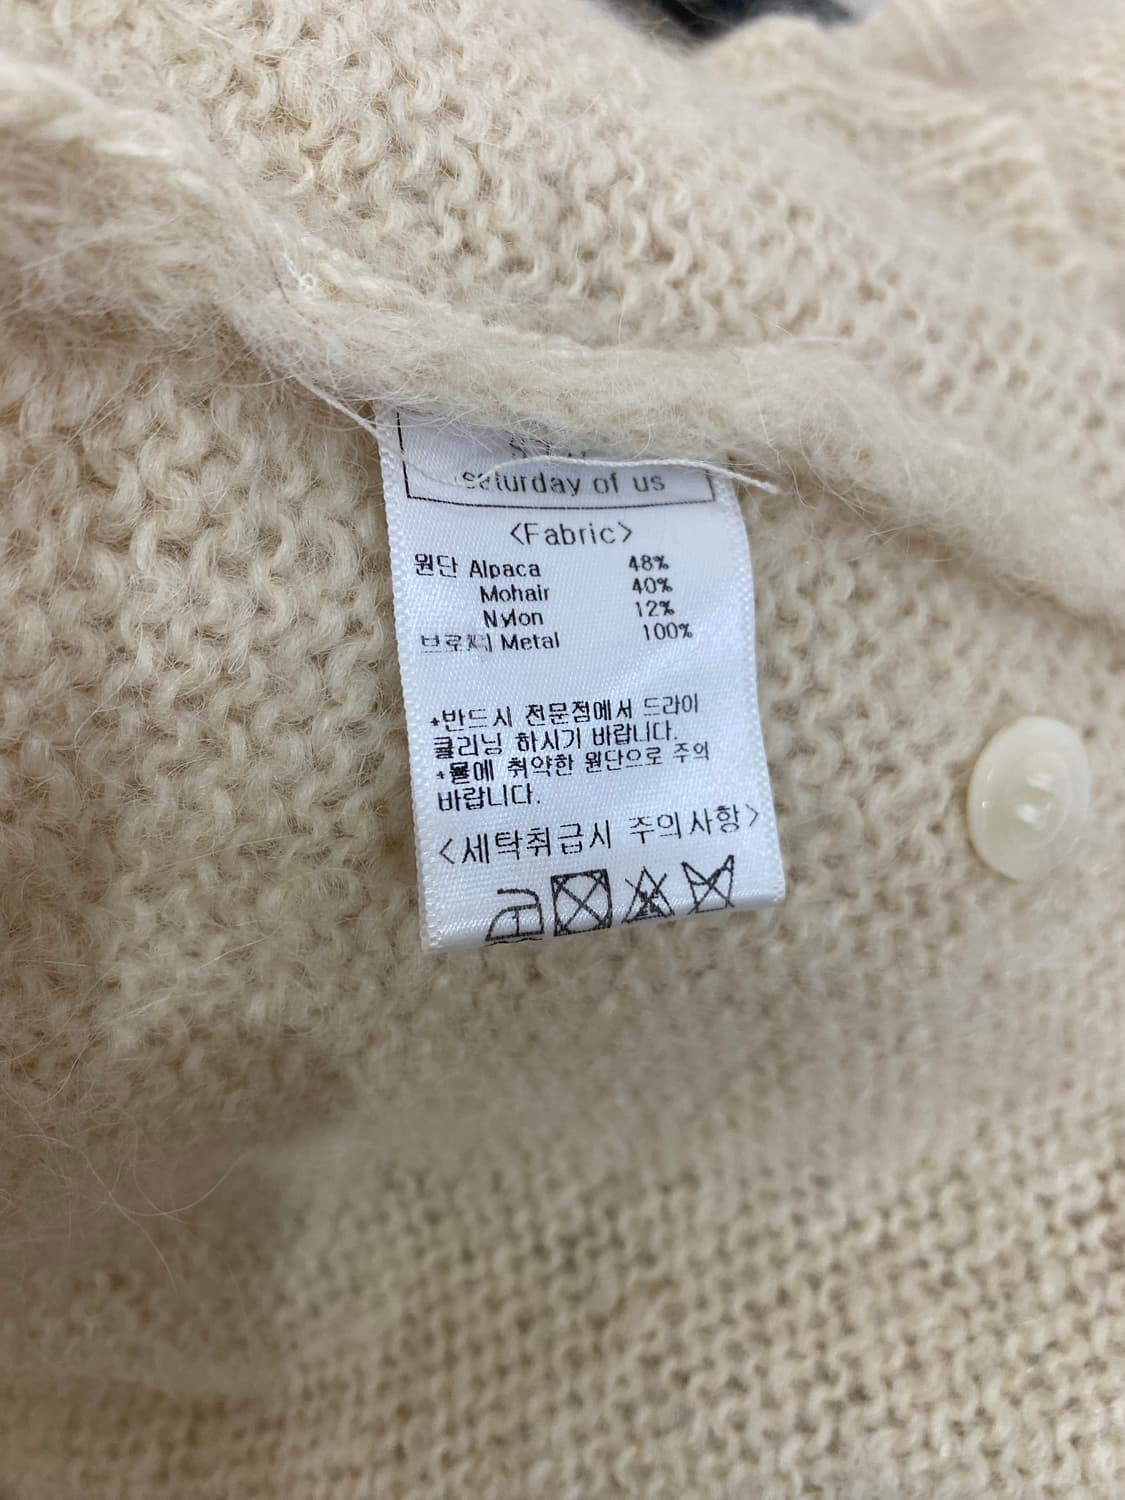 saturday of us
<Fabric>
원단 Alpaca 48%
Mohair 40%
Nylon 12%
브로치 Metal 100%
*반드시 전문점에서 드라이
클리닝 하시기 바랍니다.
*물에 취약한 원단으로 주의
바랍니다.
<세탁취급시 주의사항>